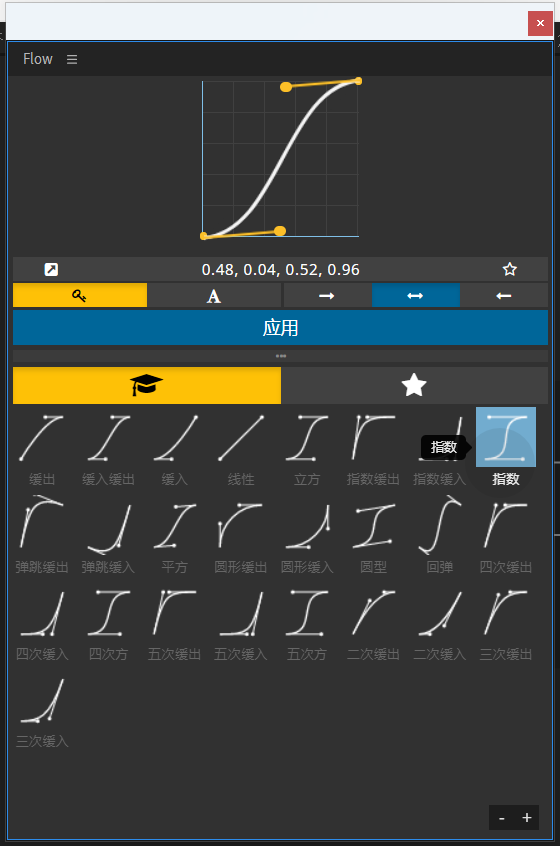 Flow
0.48, 0.04, 0.52, 0.96
A
应用
指数
缓出 缓入缓出 缓入 线性 立方 指数缓出 指数缓入 指数
弹跳缓出 弹跳缓入 平方 圆形缓出 圆形缓入 圆型 回弹 四次缓出
四次缓入 四次方 五次缓出 五次缓入 五次方 二次缓出 二次缓入 三次缓出
三次缓入
- +